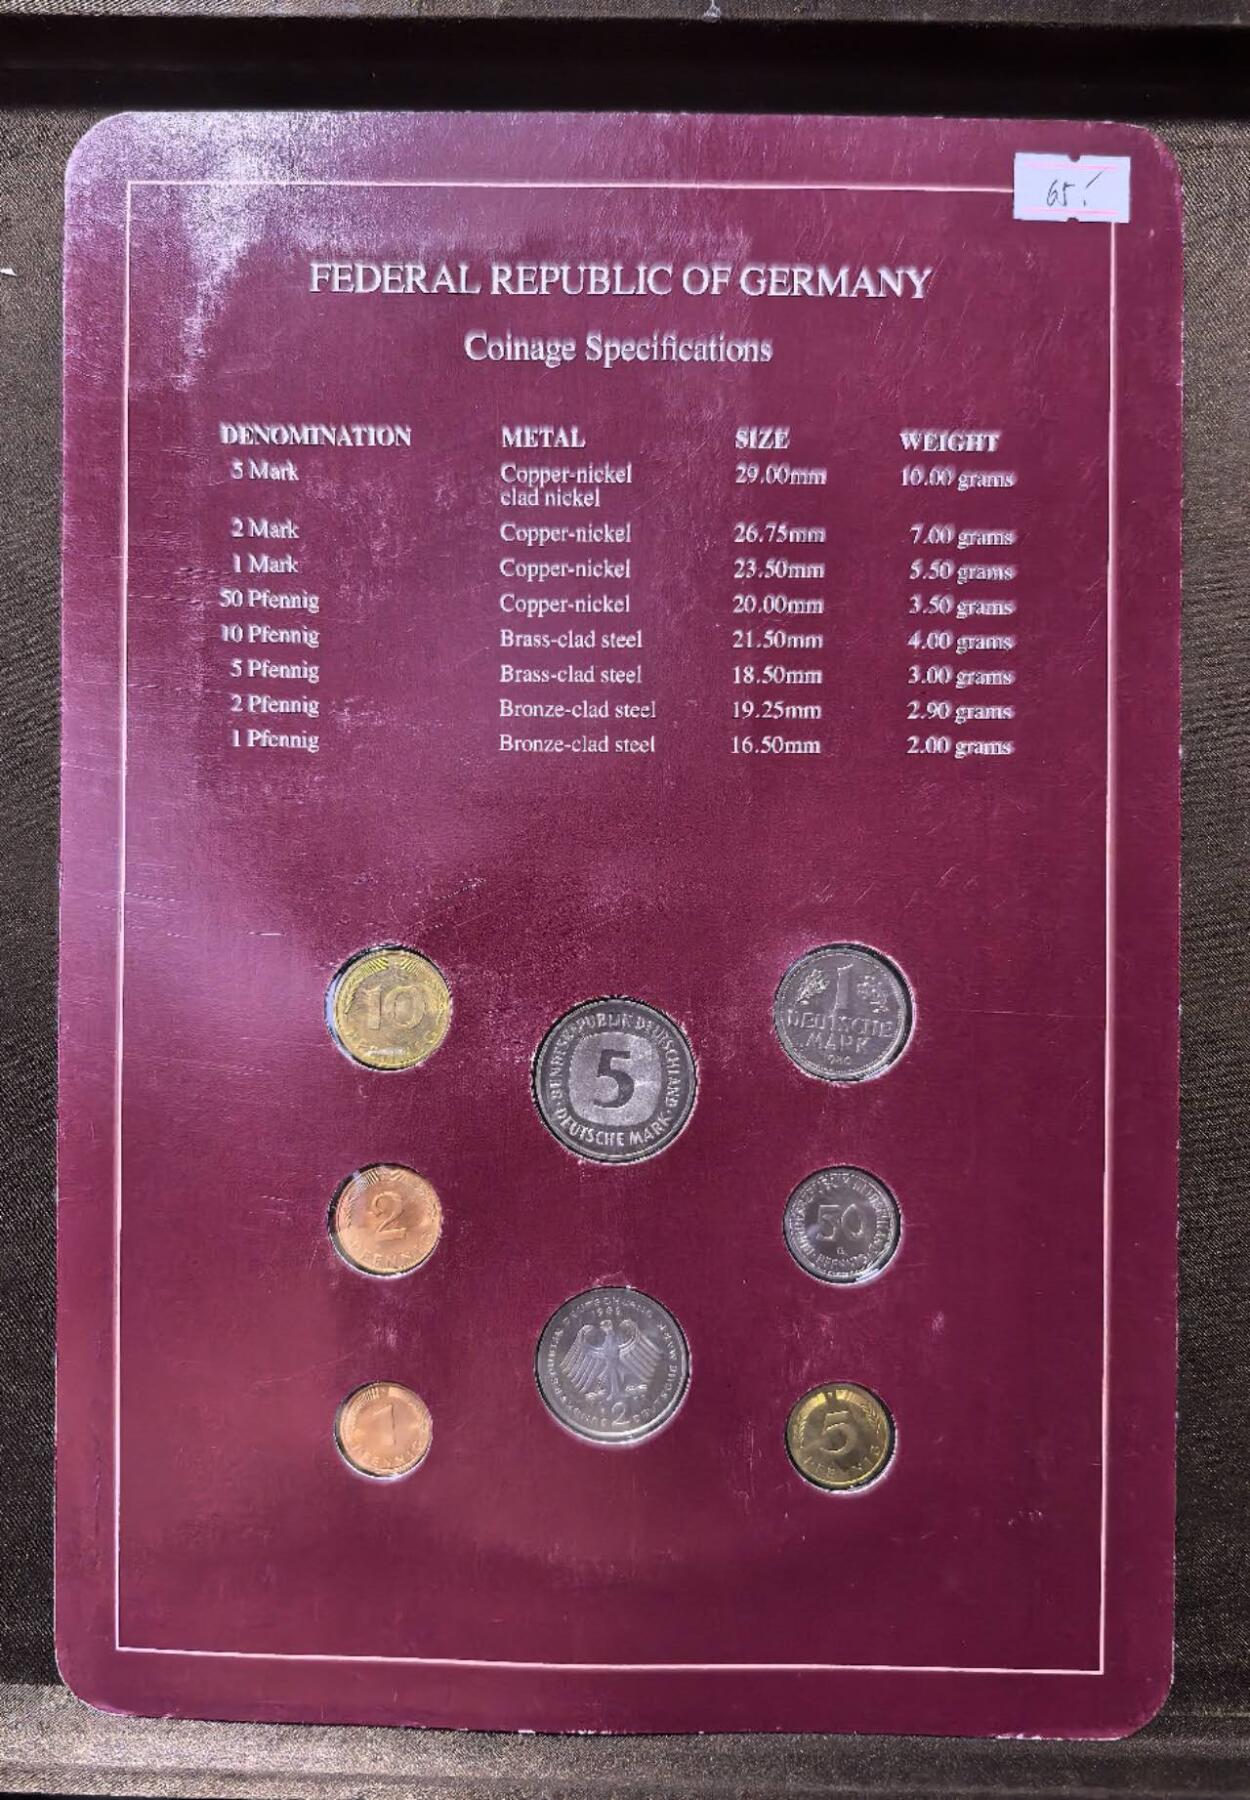 65.-
FEDERAL REPUBLIC OF GERMANY
Coinage Specifications
DENOMINATION METAL SIZE WEIGHT
5 Mark Copper-nickel clad nickel 29.00mm 10.00 grams
2 Mark Copper-nickel 26.75mm 7.00 grams
1 Mark Copper-nickel 23.50mm 5.50 grams
50 Pfennig Copper-nickel 20.00mm 3.50 grams
10 Pfennig Brass-clad steel 21.50mm 4.00 grams
5 Pfennig Brass-clad steel 18.50mm 3.00 grams
2 Pfennig Bronze-clad steel 19.25mm 2.90 grams
1 Pfennig Bronze-clad steel 16.50mm 2.00 grams
10
BUNDESREPUBLIK DEUTSCHLAND
5
DEUTSCHE MARK
1
DEUTSCHE
MARK
2
PFENNIG
50
PFENNIG
2
1
PFENNIG
5
PFENNIG